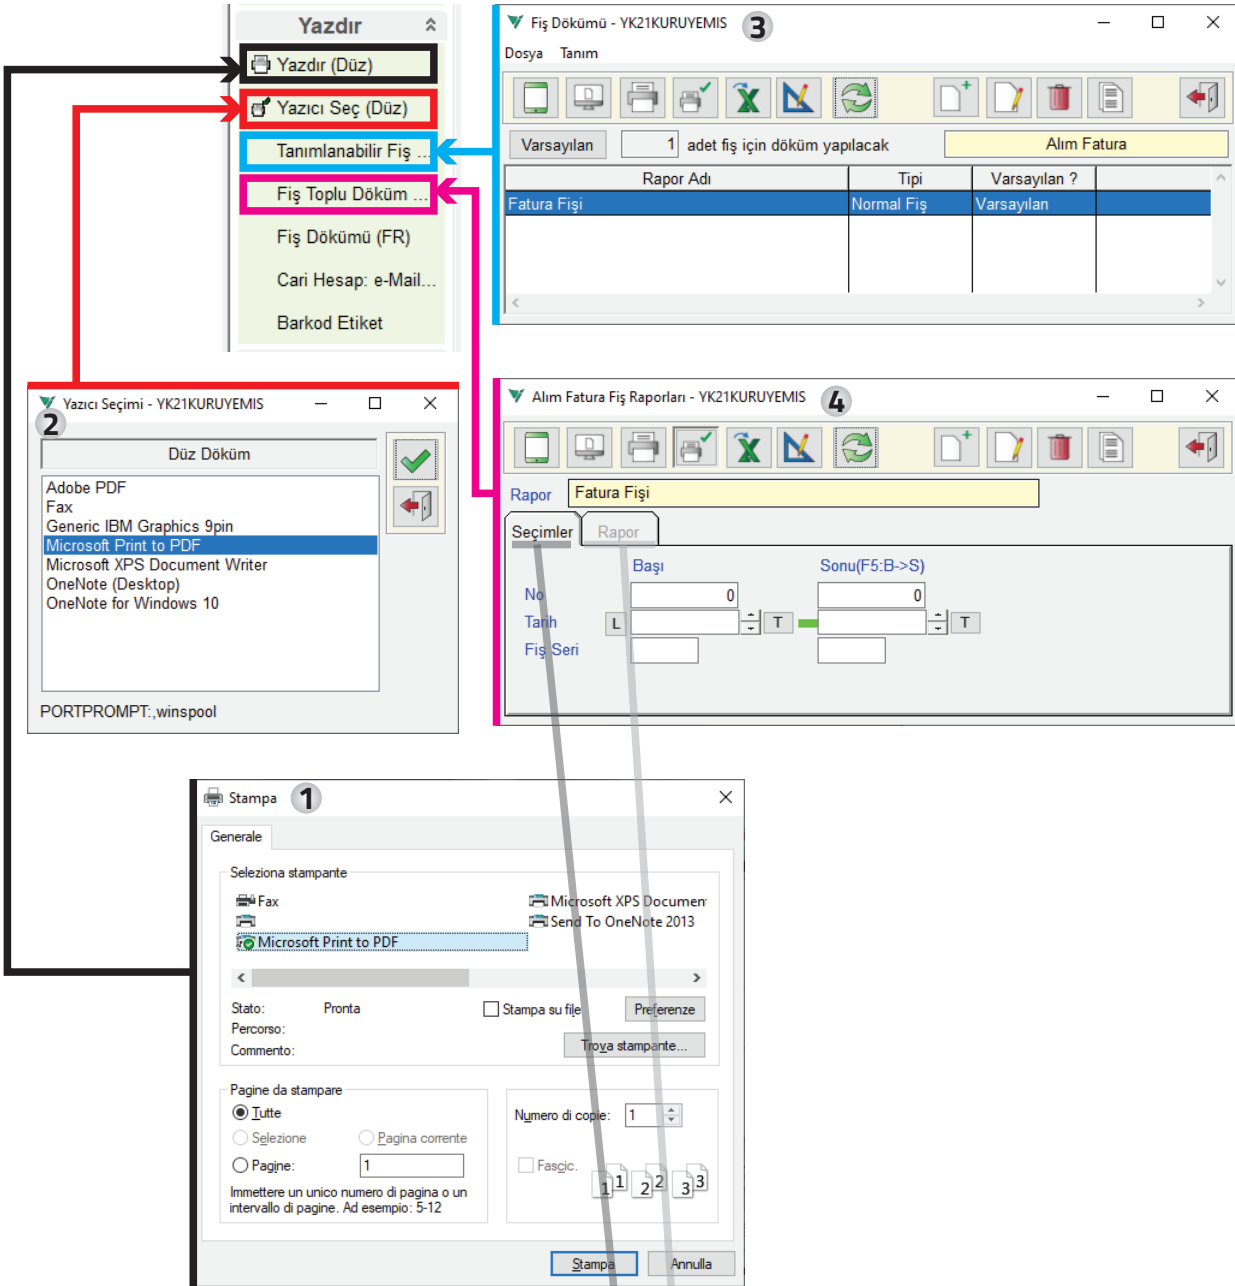 Yazdır
Yazdır (Düz)
Yazıcı Seç (Düz)
Tanımlanabilir Fiş ...
Fiş Toplu Döküm ...
Fiş Dökümü (FR)
Cari Hesap: e-Mail...
Barkod Etiket
Fiş Dökümü - YK21KURUYEMIS 3
Dosya Tanım
Varsayılan 1 adet fiş için döküm yapılacak Alım Fatura
Rapor Adı Tipi Varsayılan ?
Fatura Fişi Normal Fiş Varsayılan
Yazıcı Seçimi - YK21KURUYEMIS
2
Düz Döküm
Adobe PDF
Fax
Generic IBM Graphics 9pin
Microsoft Print to PDF
Microsoft XPS Document Writer
OneNote (Desktop)
OneNote for Windows 10
PORTPROMPT:,winspool
Alım Fatura Fiş Raporları - YK21KURUYEMIS 4
Rapor Fatura Fişi
Seçimler Rapor
Başı Sonu(F5:B->S)
No 0 0
Tarih L T T
Fiş Seri
Stampa 1
Generale
Seleziona stampante
Fax Microsoft XPS Documen
Send To OneNote 2013
Microsoft Print to PDF
Stato: Pronta Stampa su file Preferenze
Percorso:
Commento: Trova stampante...
Pagine da stampare
Tutte Numero di copie: 1
Selezione Pagina corrente
Pagine: 1 Fascic. 1 1 2 2 3 3
Immettere un unico numero di pagina o un
intervallo di pagine. Ad esempio: 5-12
Stampa Annulla